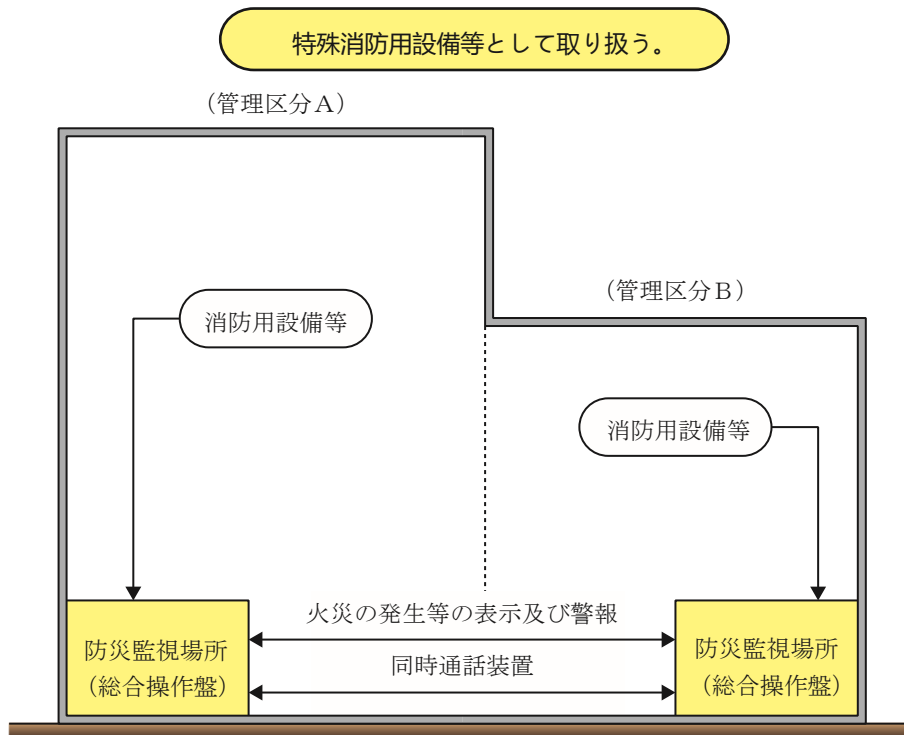 特殊消防用設備等として取り扱う。
（管理区分Ａ）
（管理区分Ｂ）
消防用設備等
消防用設備等
火災の発生等の表示及び警報
同時通話装置
防災監視場所
（総合操作盤）
防災監視場所
（総合操作盤）